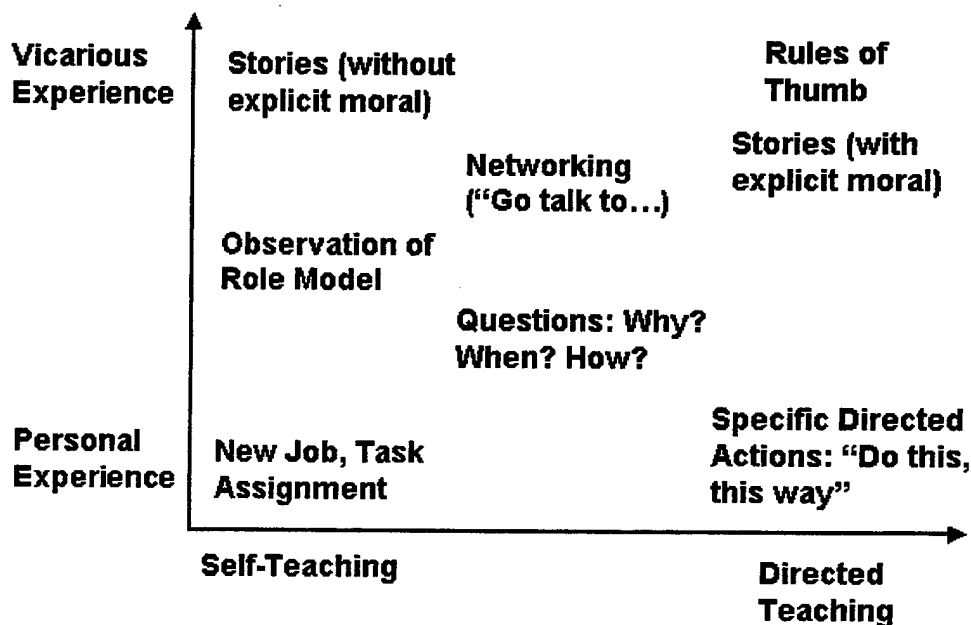 Vicarious
Experience
Stories (without
explicit moral)
Rules of
Thumb
Networking
(“Go talk to…)
Stories (with
explicit moral)
Observation of
Role Model
Questions: Why?
When? How?
Personal
Experience
New Job, Task
Assignment
Specific Directed
Actions: “Do this,
this way”
Self-Teaching
Directed
Teaching